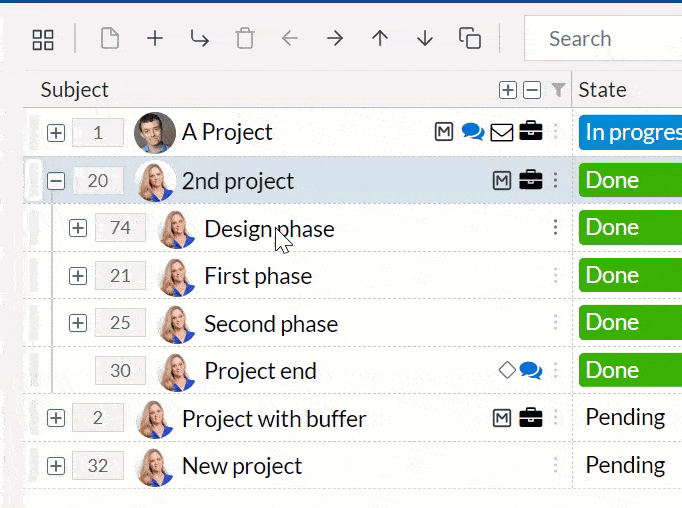 Search
Subject State
1 A Project M In progres
20 2nd project M Done
74 Design phase Done
21 First phase Done
25 Second phase Done
30 Project end Done
2 Project with buffer M Pending
32 New project Pending